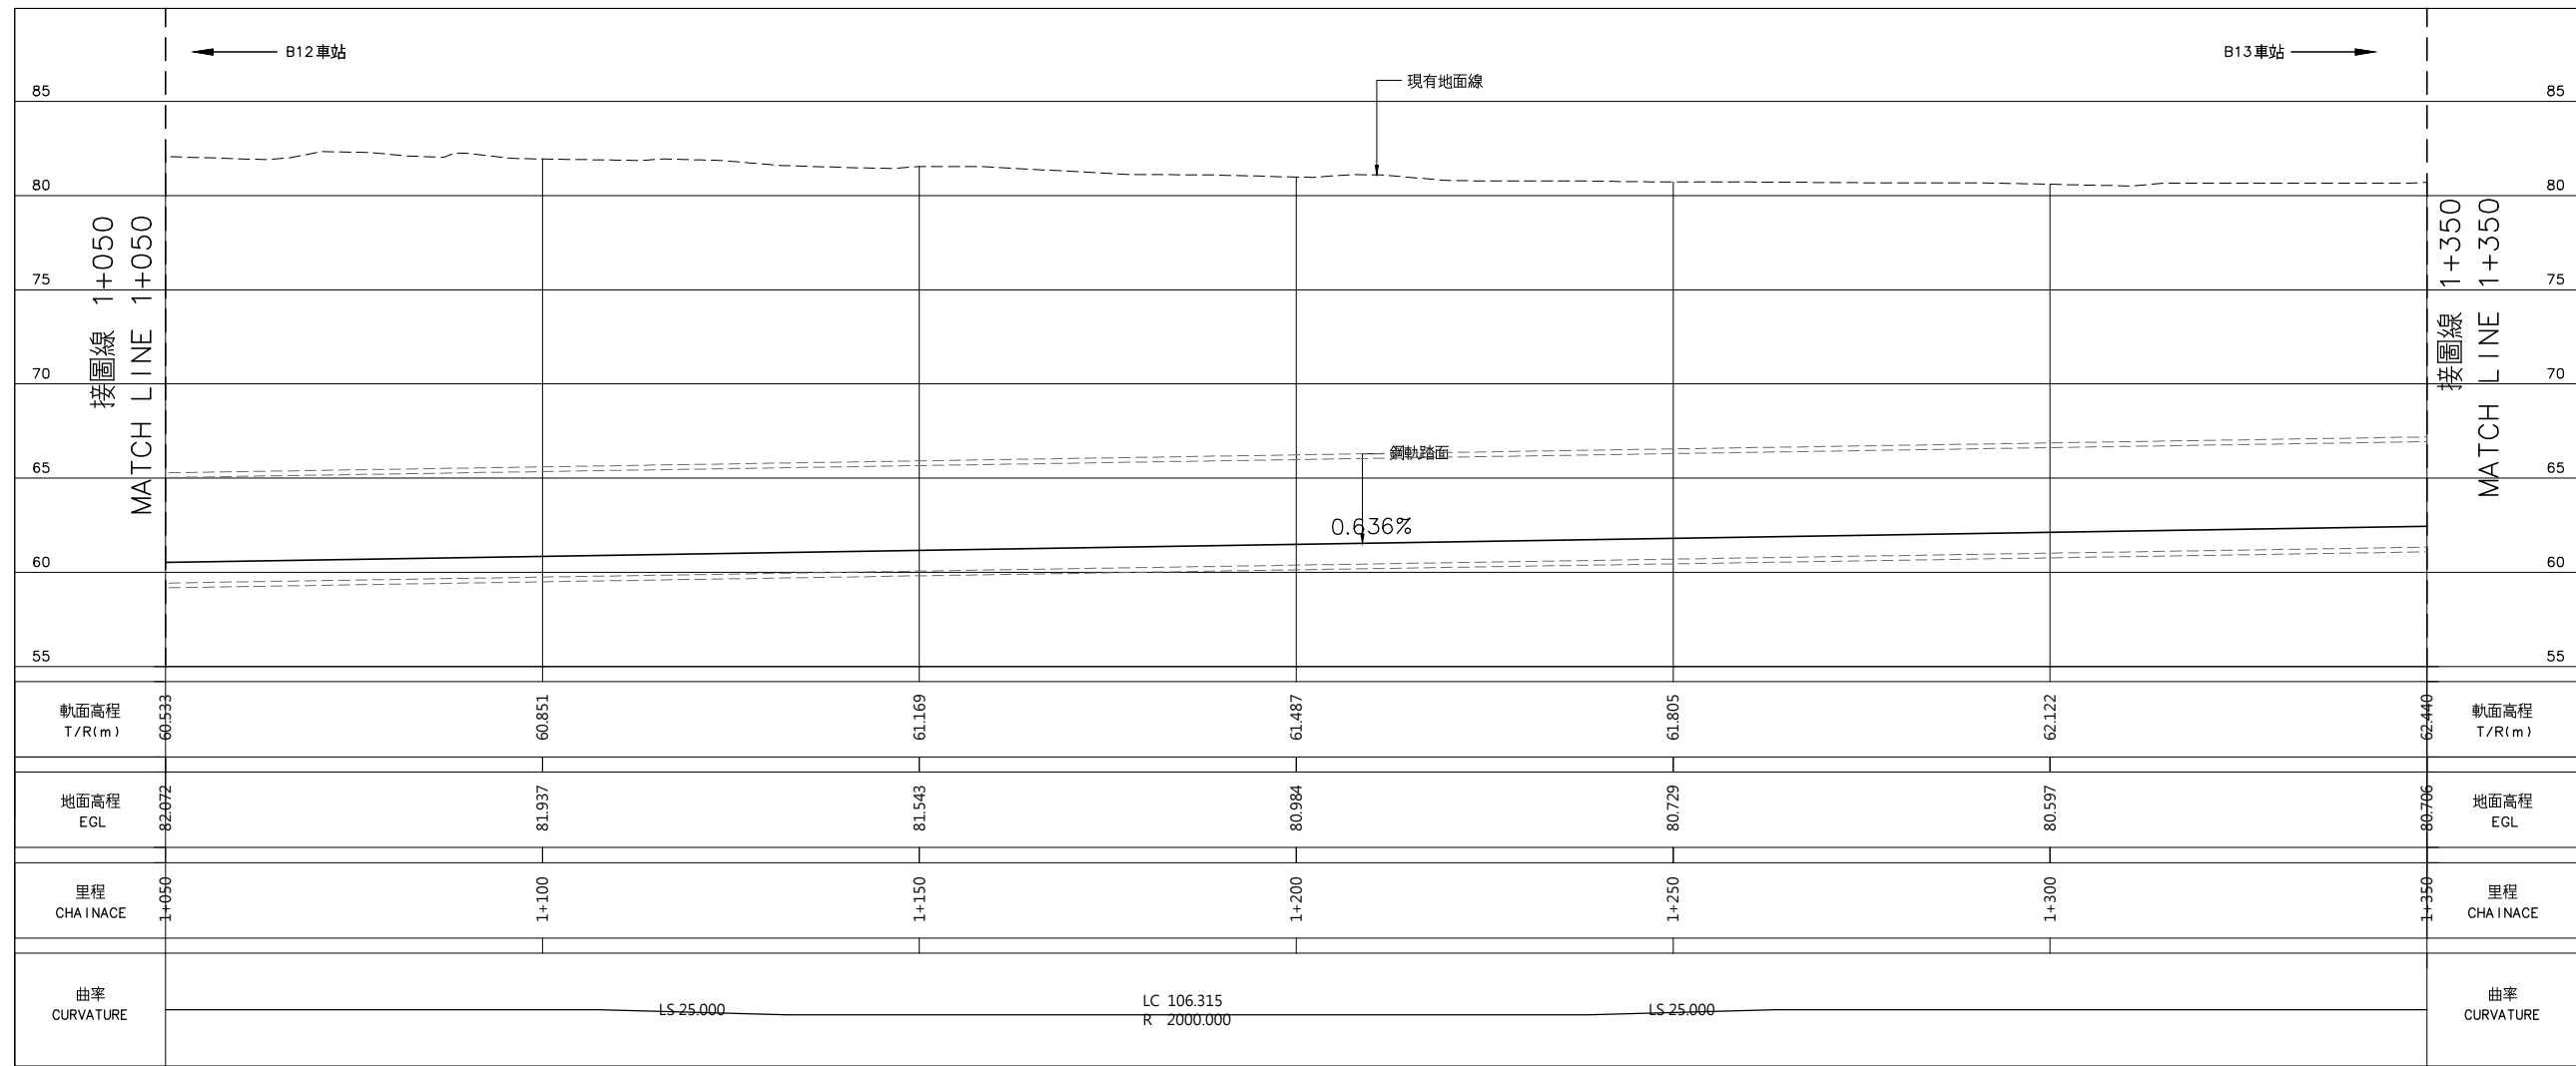 B12車站
B13車站
現有地面線
85
85
80
80
75
75
70
70
65
65
60
60
55
55
接圖線 1+050
MATCH LINE 1+050
接圖線 1+350
MATCH LINE 1+350
鋼軌踏面
0.636%
軌面高程
T/R(m)
60.533
60.851
61.169
61.487
61.805
62.122
62.440
軌面高程
T/R(m)
地面高程
EGL
82.072
81.937
81.543
80.984
80.729
80.597
80.706
地面高程
EGL
里程
CHAINACE
1+050
1+100
1+150
1+200
1+250
1+300
1+350
里程
CHAINACE
曲率
CURVATURE
LS 25.000
LC 106.315
R 2000.000
LS 25.000
曲率
CURVATURE